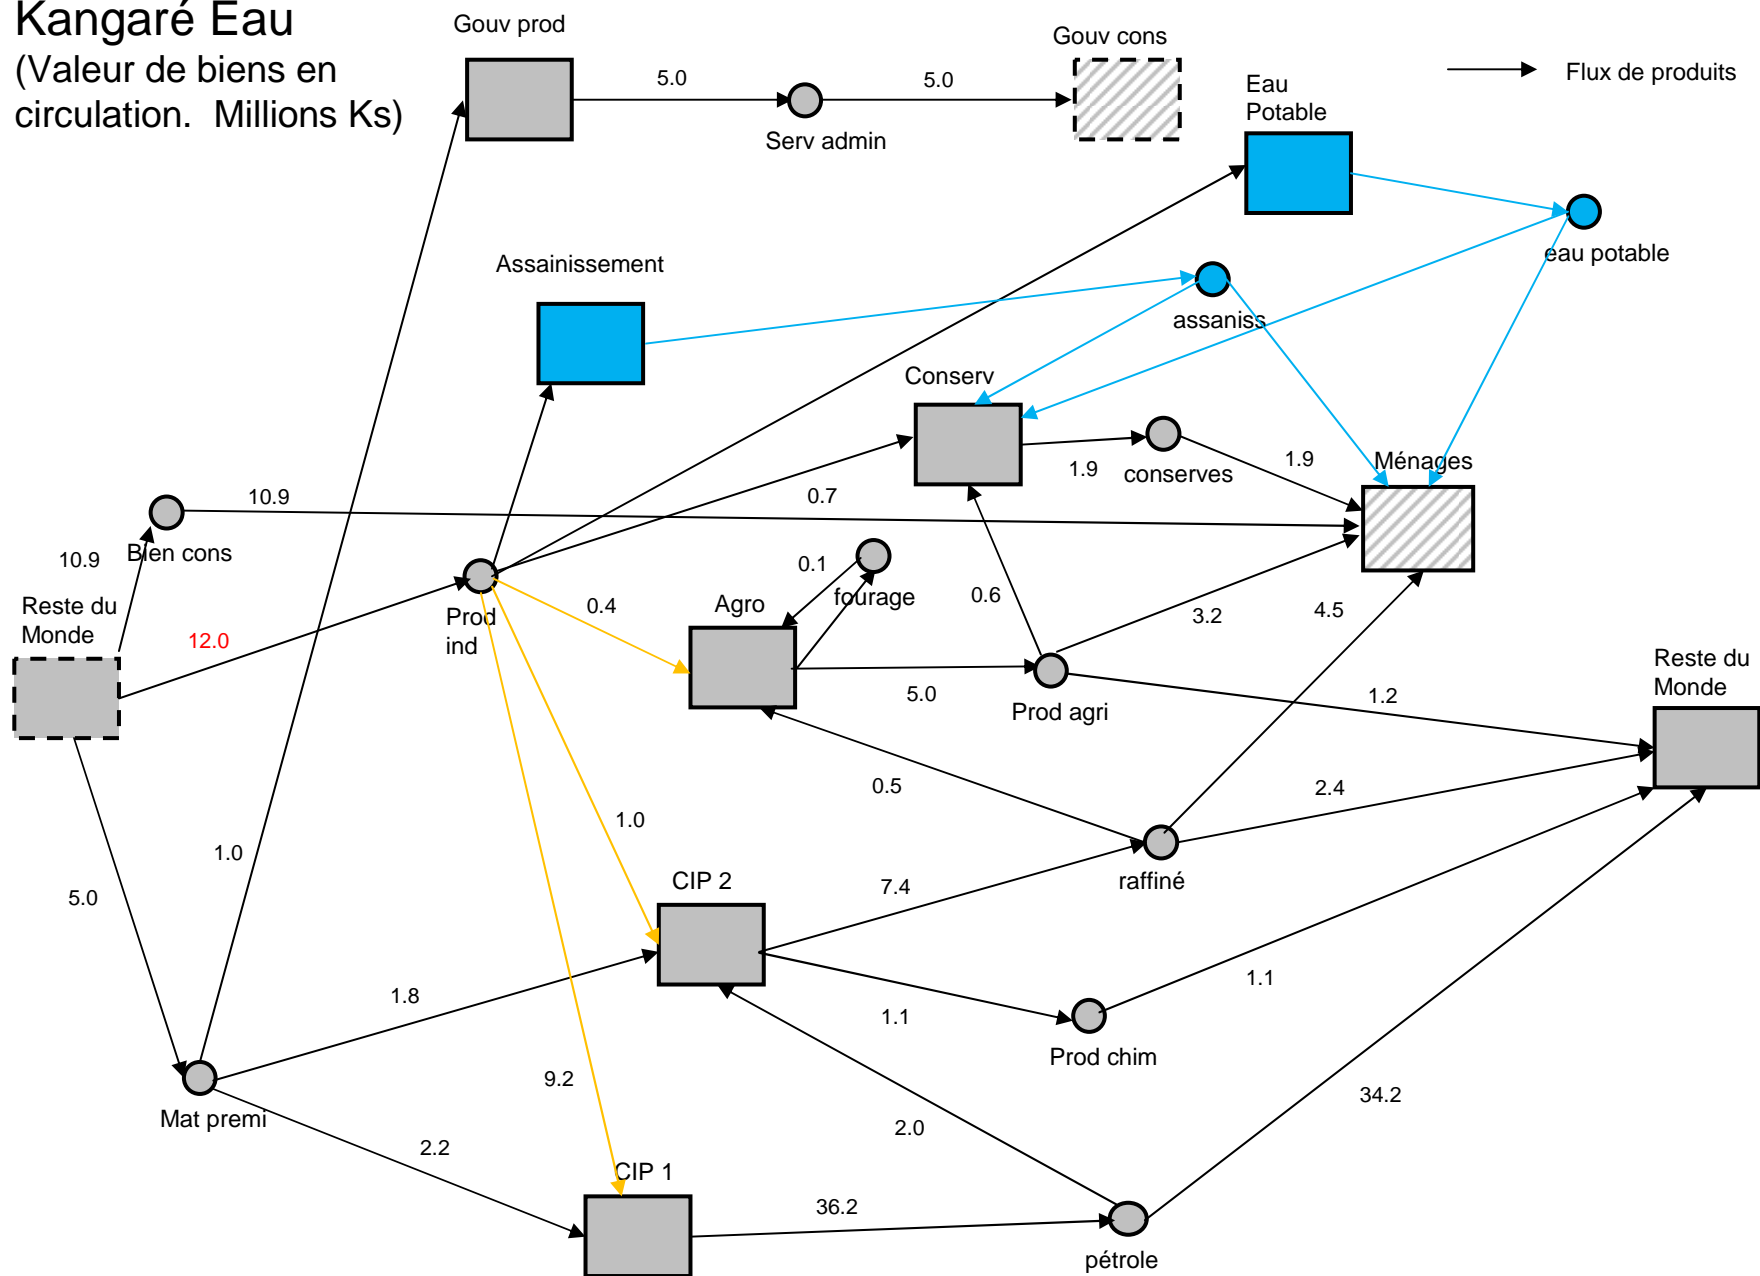 Kangaré Eau
(Valeur de biens en
circulation.  Millions Ks)
Gouv prod
5.0
Serv admin
5.0
Gouv cons
Flux de produits
Eau
Potable
eau potable
Assainissement
assaniss
Conserv
1.9
conserves
1.9
Ménages
10.9
0.7
10.9
Bien cons
Reste du
Monde
12.0
Prod
ind
0.4
Agro
0.1
fourage
0.6
3.2
4.5
5.0
Prod agri
1.2
Reste du
Monde
0.5
2.4
1.0
1.0
raffiné
5.0
CIP 2
7.4
1.8
1.1
1.1
Prod chim
9.2
34.2
Mat premi
2.2
2.0
CIP 1
36.2
pétrole